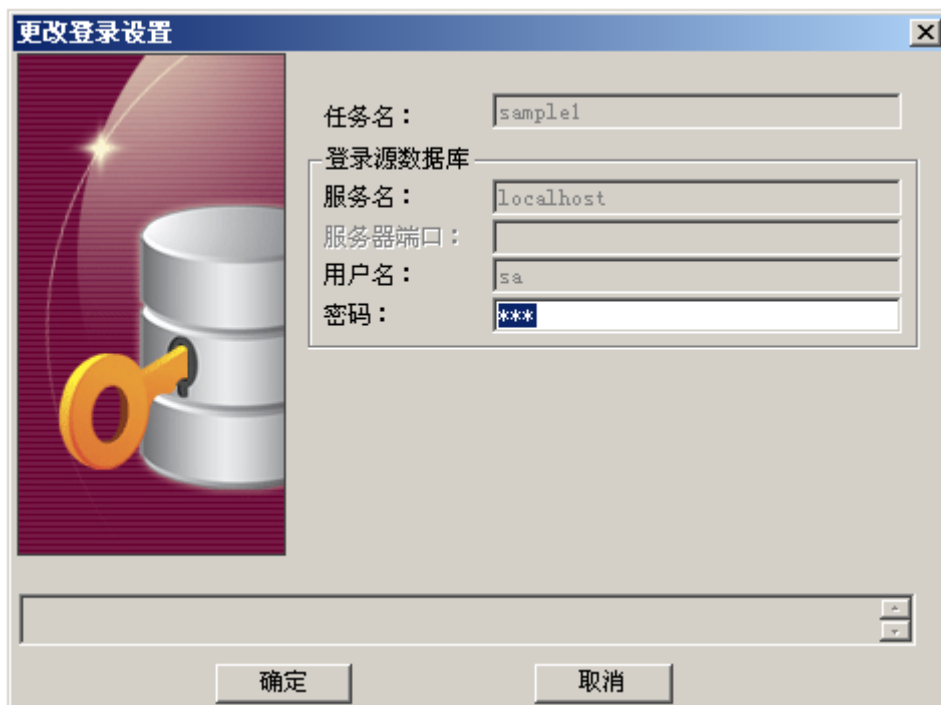 更改登录设置
任务名：
sample1
登录源数据库
服务名：
localhost
服务器端口：
用户名：
sa
密码：
***
确定
取消